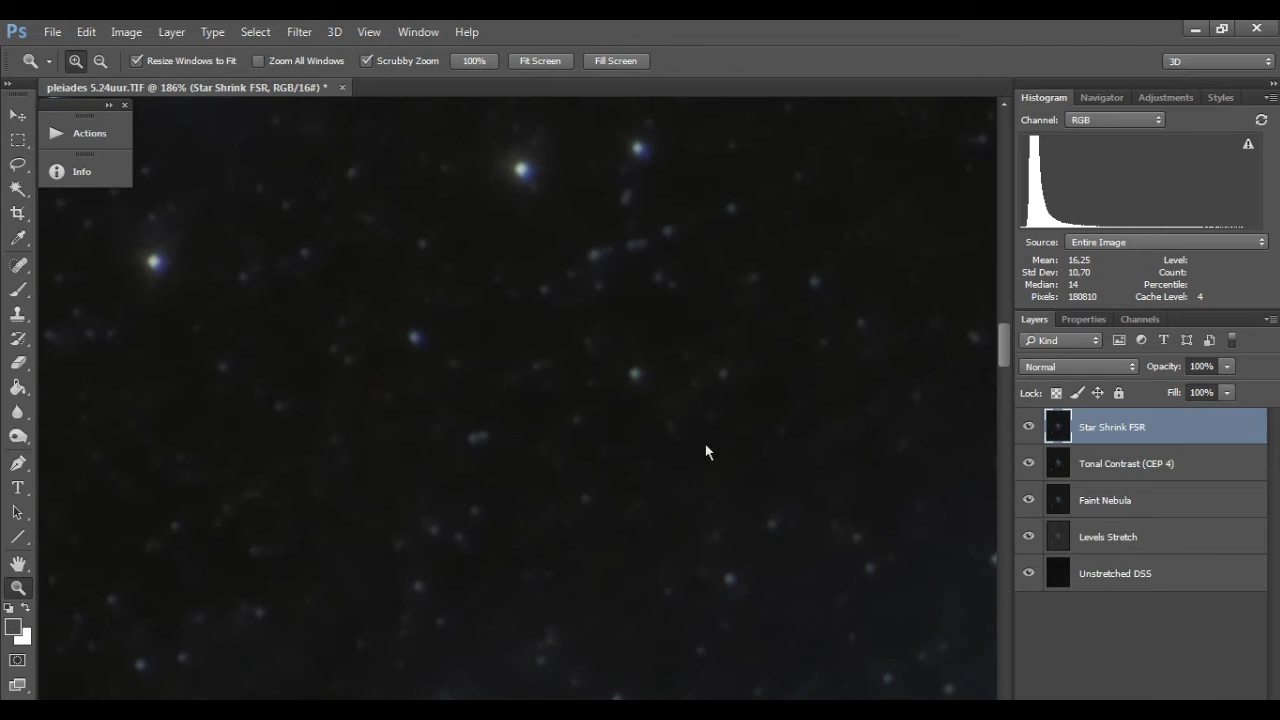 Ps File Edit Image Layer Type Select Filter 3D View Window Help
Resize Windows to Fit Zoom All Windows Scrubby Zoom 100% Fit Screen Fill Screen 3D
pleiades 5.24uur.TIF @ 186% (Star Shrink FSR, RGB/16#) *
Actions
Info
Histogram Navigator Adjustments Styles
Channel: RGB
Source: Entire Image
Mean: 16,25 Level:
Std Dev: 10,70 Count:
Median: 14 Percentile:
Pixels: 180810 Cache Level: 4
Layers Properties Channels
Kind
Normal Opacity: 100%
Lock: Fill: 100%
Star Shrink FSR
Tonal Contrast (CEP 4)
Faint Nebula
Levels Stretch
Unstretched DSS